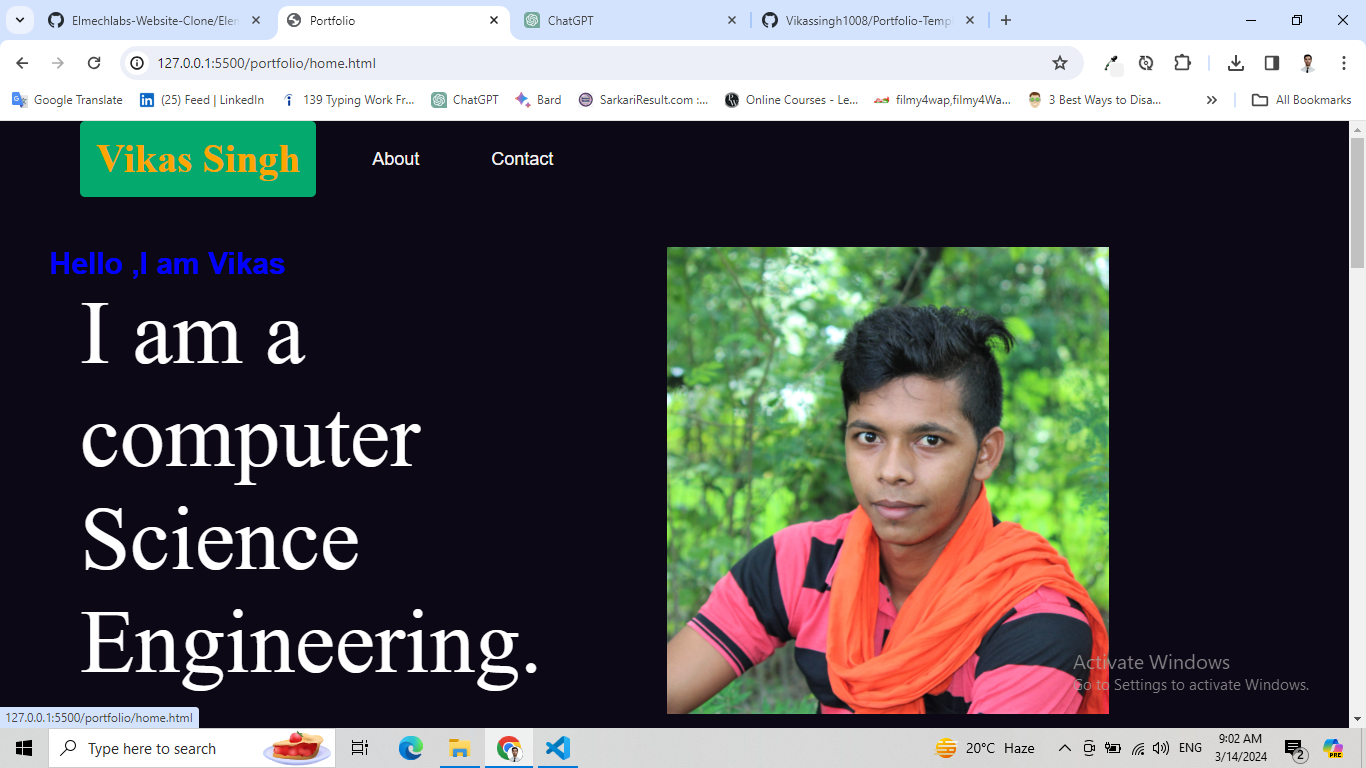 Elmechlabs-Website-Clone/Elem
Portfolio
ChatGPT
Vikassingh1008/Portfolio-Temp
127.0.0.1:5500/portfolio/home.html
Google Translate
(25) Feed | LinkedIn
139 Typing Work Fr...
ChatGPT
Bard
SarkariResult.com :...
Online Courses - Le...
filmy4wap,filmy4Wa...
3 Best Ways to Disa...
All Bookmarks
Vikas Singh
About
Contact
Hello ,I am Vikas
I am a
computer
Science
Engineering.
Activate Windows
Go to Settings to activate Windows.
127.0.0.1:5500/portfolio/home.html
Type here to search
20°C Haze
ENG
9:02 AM
3/14/2024
2
PRE